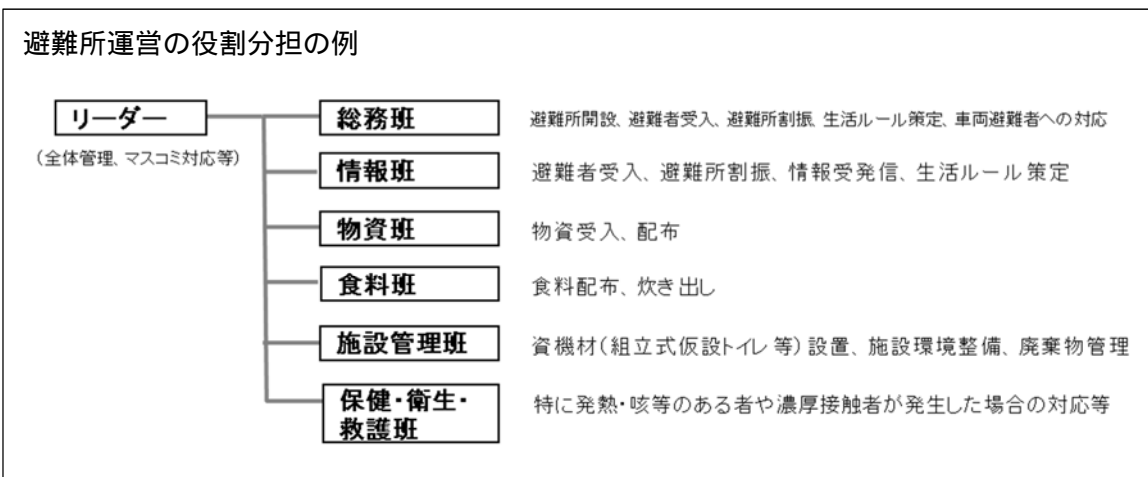 避難所運営の役割分担の例
リーダー
(全体管理、マスコミ対応等)
総務班
避難所開設、避難者受入、避難所割振、生活ルール策定、車両避難者への対応
情報班
避難者受入、避難所割振、情報受発信、生活ルール策定
物資班
物資受入、配布
食料班
食料配布、炊き出し
施設管理班
資機材(組立式仮設トイレ等)設置、施設環境整備、廃棄物管理
保健・衛生・
救護班
特に発熱・咳等のある者や濃厚接触者が発生した場合の対応等